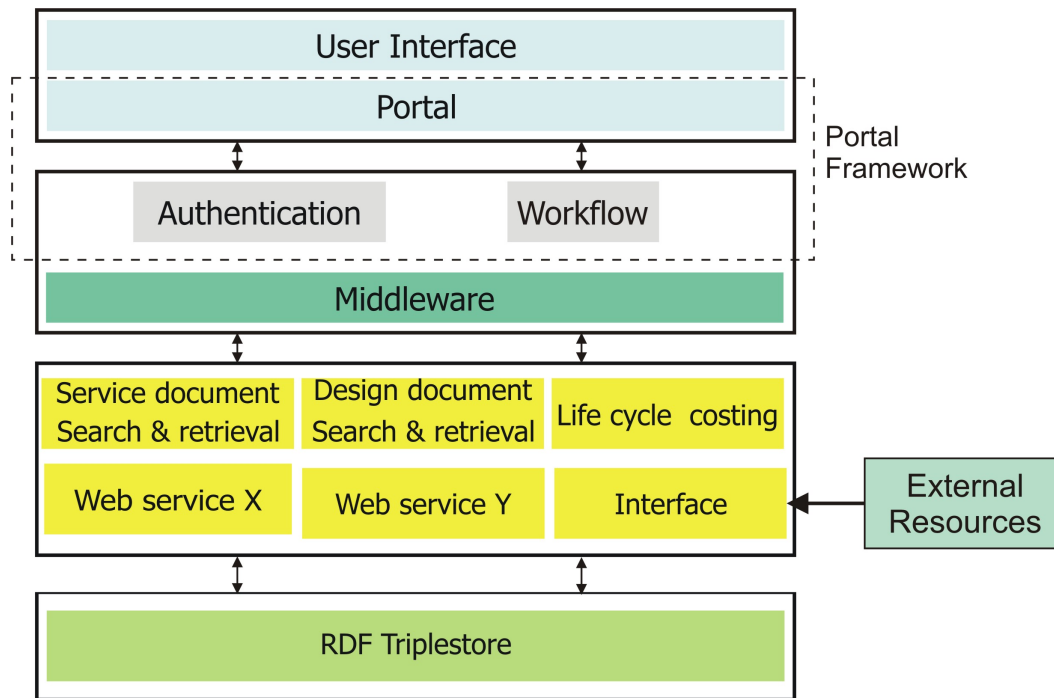 User Interface
Portal
Portal
Framework
Authentication
Workflow
Middleware
Service document
Search & retrieval
Design document
Search & retrieval
Life cycle costing
Web service X
Web service Y
Interface
External
Resources
RDF Triplestore